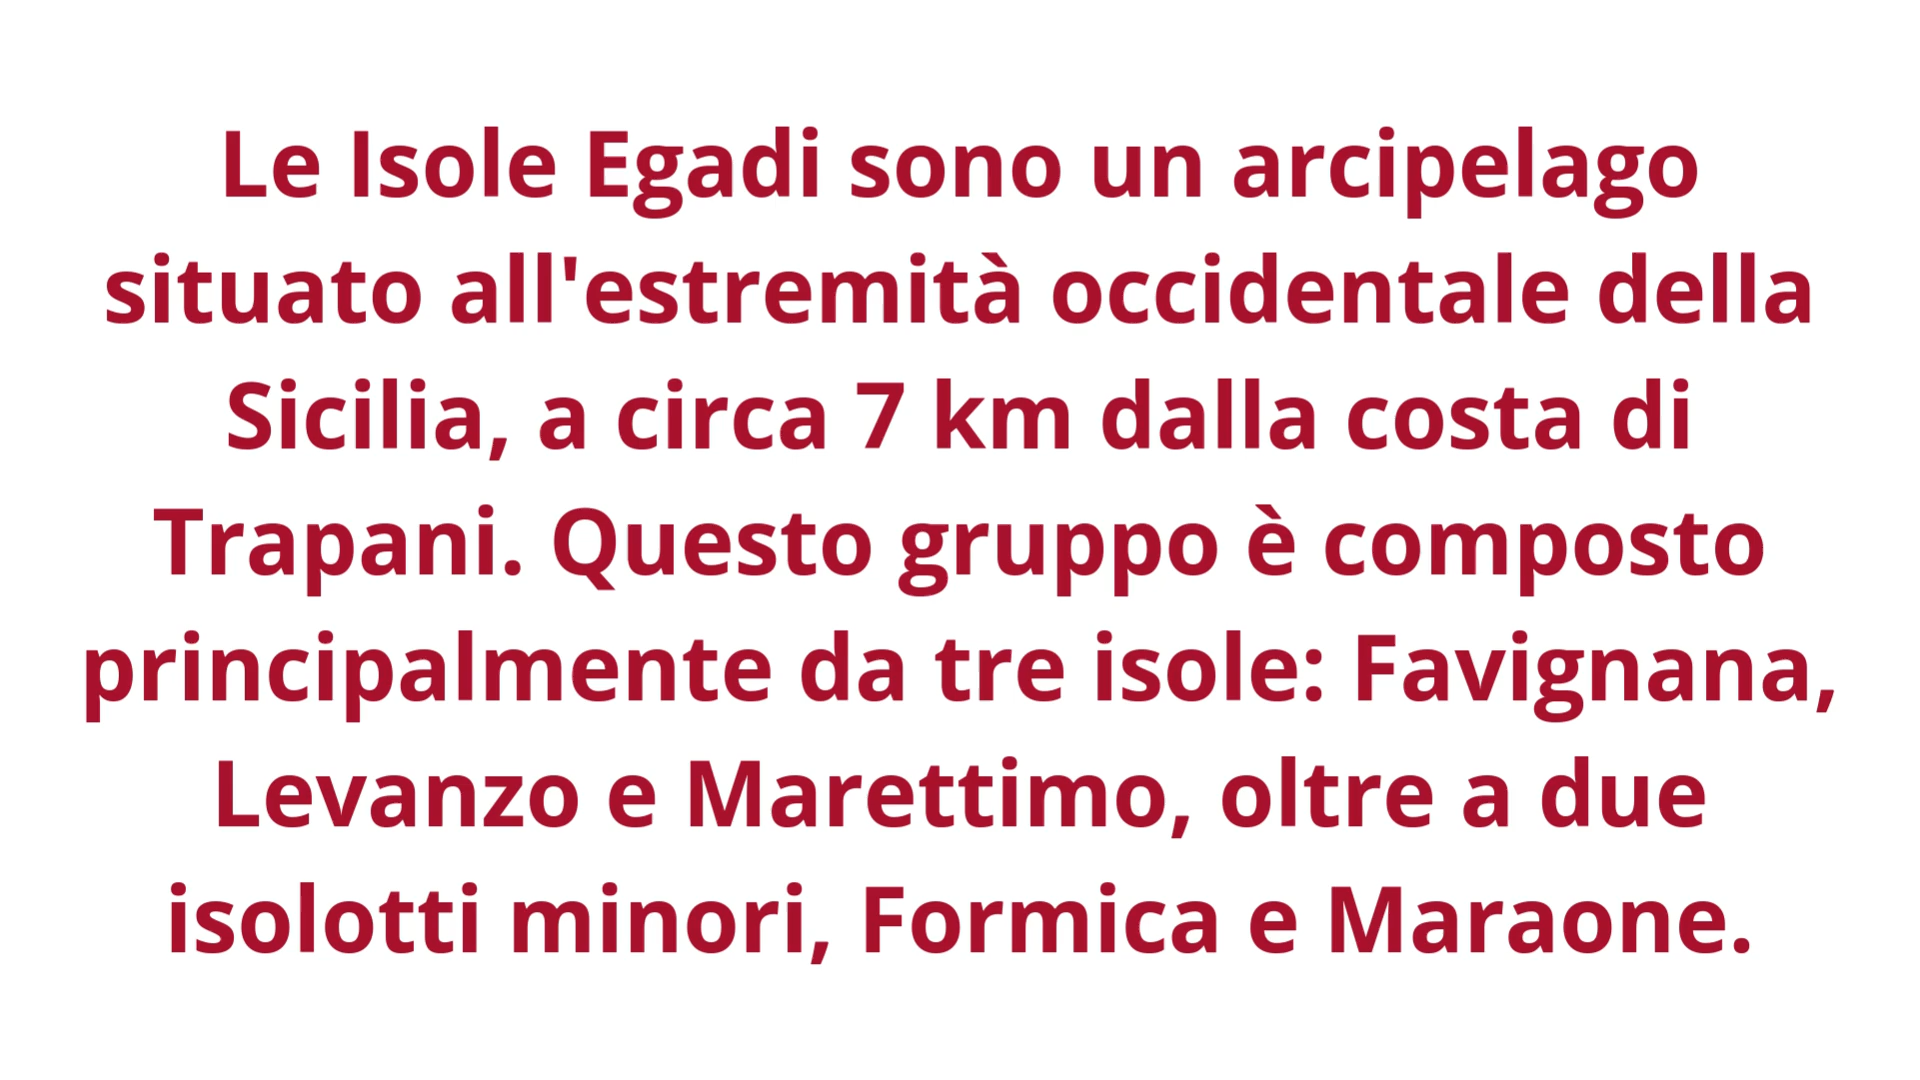 Le Isole Egadi sono un arcipelago
situato all'estremità occidentale della
Sicilia, a circa 7 km dalla costa di
Trapani. Questo gruppo è composto
principalmente da tre isole: Favignana,
Levanzo e Marettimo, oltre a due
isolotti minori, Formica e Maraone.